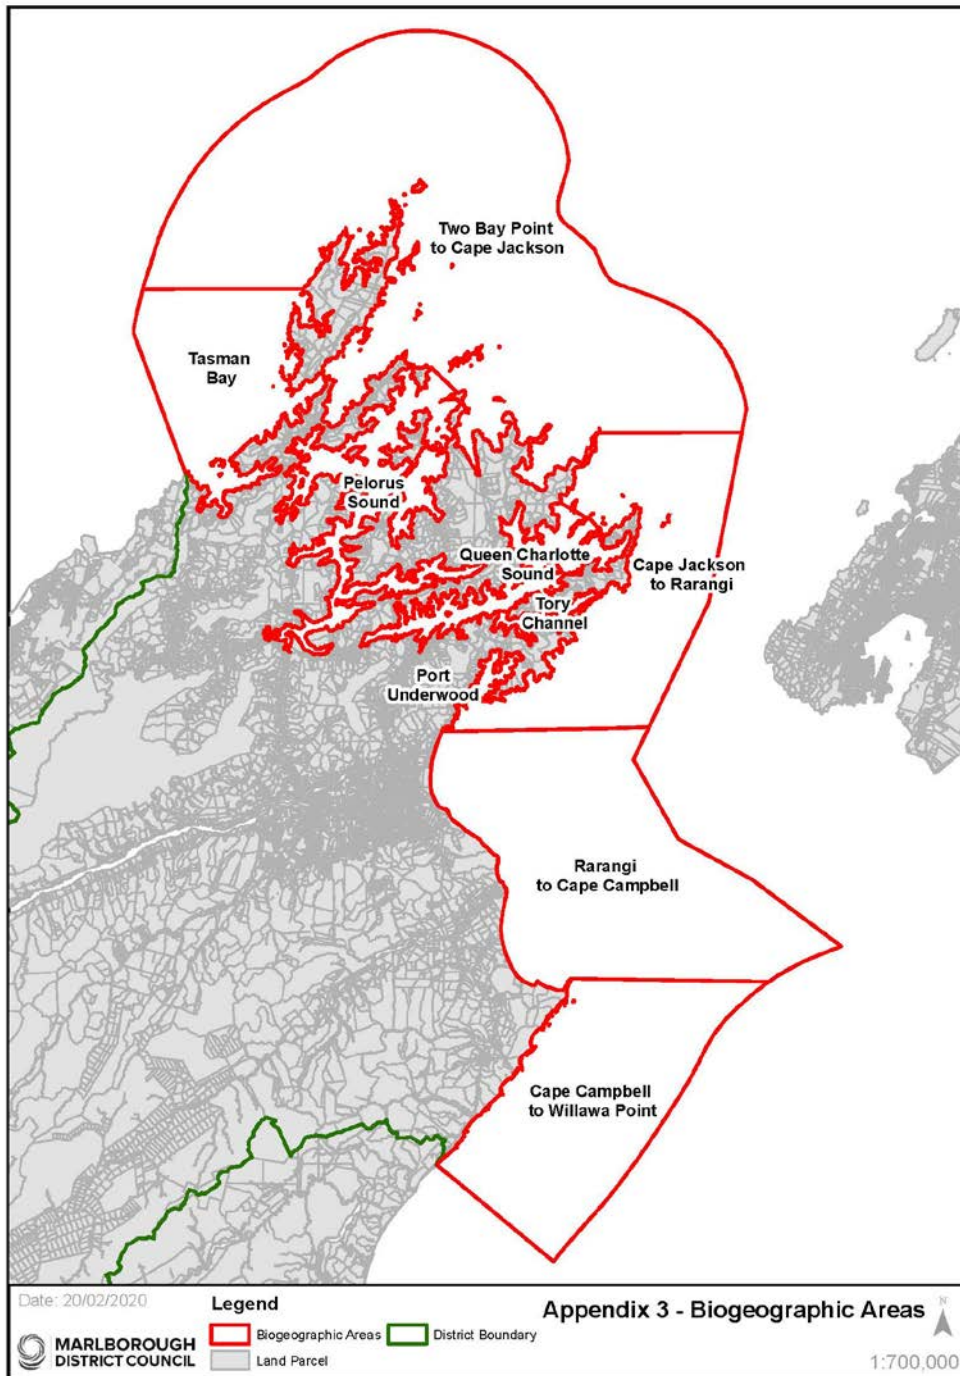 Two Bay Point
to Cape Jackson
Tasman
Bay
Pelorus
Sound
Queen Charlotte
Sound
Cape Jackson
to Rarangi
Tory
Channel
Port
Underwood
Rarangi
to Cape Campbell
Cape Campbell
to Willawa Point
Date: 20/02/2020
Legend
Appendix 3 - Biogeographic Areas
N
Biogeographic Areas
District Boundary
MARLBOROUGH
DISTRICT COUNCIL
Land Parcel
1:700,000